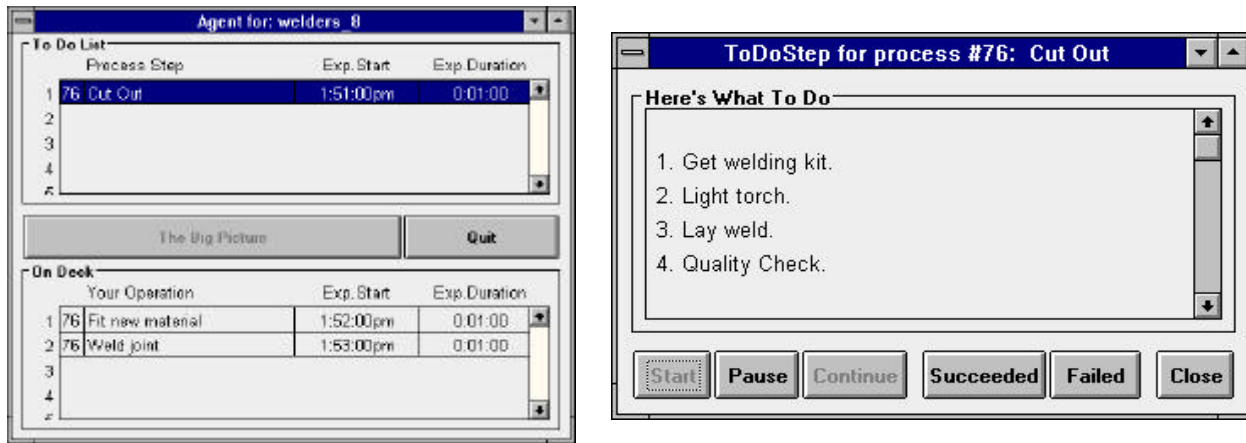 Agent for: welders_8
To Do List
Process Step Exp. Start Exp. Duration
1 76 Cut Out 1:51:00pm 0:01:00
2
3
4
5
The Big Picture Quit
On Deck
Your Operation Exp. Start Exp. Duration
1 76 Fit new material 1:52:00pm 0:01:00
2 76 Weld joint 1:53:00pm 0:01:00
3
4
5
ToDoStep for process #76: Cut Out
Here's What To Do
1. Get welding kit.
2. Light torch.
3. Lay weld.
4. Quality Check.
Start Pause Continue Succeeded Failed Close